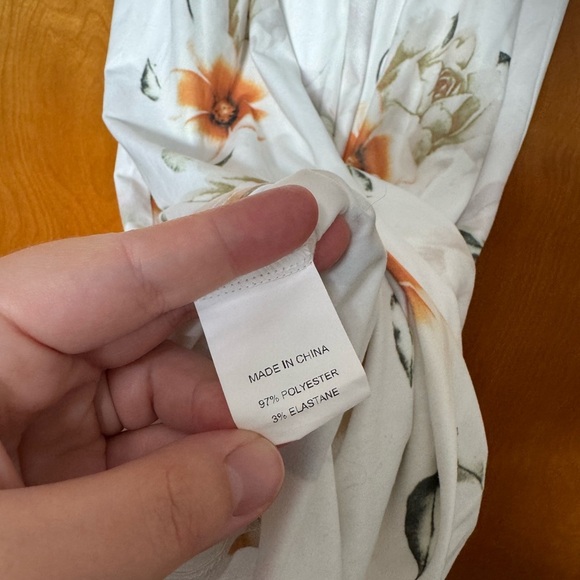 MADE IN CHINA
97% POLYESTER
3% ELASTANE